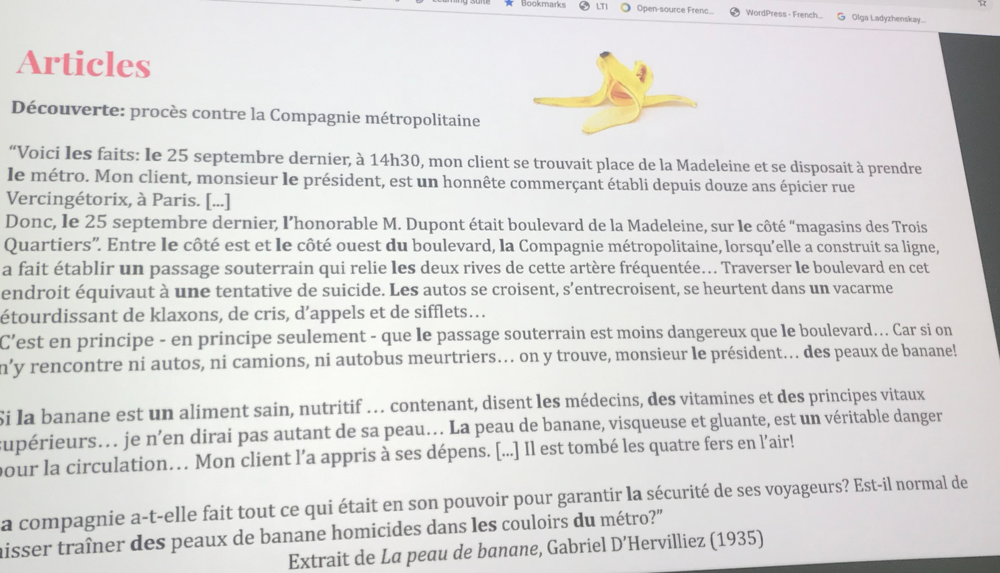 Bookmarks LTI Open-source Frenc... WordPress - French... Olga Ladyzhenskay...
Articles
Découverte: procès contre la Compagnie métropolitaine
“Voici les faits: le 25 septembre dernier, à 14h30, mon client se trouvait place de la Madeleine et se disposait à prendre
le métro. Mon client, monsieur le président, est un honnête commerçant établi depuis douze ans épicier rue
Vercingétorix, à Paris. [...]
Donc, le 25 septembre dernier, l’honorable M. Dupont était boulevard de la Madeleine, sur le côté “magasins des Trois
Quartiers”. Entre le côté est et le côté ouest du boulevard, la Compagnie métropolitaine, lorsqu’elle a construit sa ligne,
a fait établir un passage souterrain qui relie les deux rives de cette artère fréquentée… Traverser le boulevard en cet
endroit équivaut à une tentative de suicide. Les autos se croisent, s’entrecroisent, se heurtent dans un vacarme
étourdissant de klaxons, de cris, d’appels et de sifflets…
C’est en principe - en principe seulement - que le passage souterrain est moins dangereux que le boulevard… Car si on
n’y rencontre ni autos, ni camions, ni autobus meurtriers… on y trouve, monsieur le président… des peaux de banane!
Si la banane est un aliment sain, nutritif … contenant, disent les médecins, des vitamines et des principes vitaux
supérieurs… je n’en dirai pas autant de sa peau… La peau de banane, visqueuse et gluante, est un véritable danger
pour la circulation… Mon client l’a appris à ses dépens. [...] Il est tombé les quatre fers en l’air!
a compagnie a-t-elle fait tout ce qui était en son pouvoir pour garantir la sécurité de ses voyageurs? Est-il normal de
aisser traîner des peaux de banane homicides dans les couloirs du métro?”
Extrait de La peau de banane, Gabriel D’Hervilliez (1935)